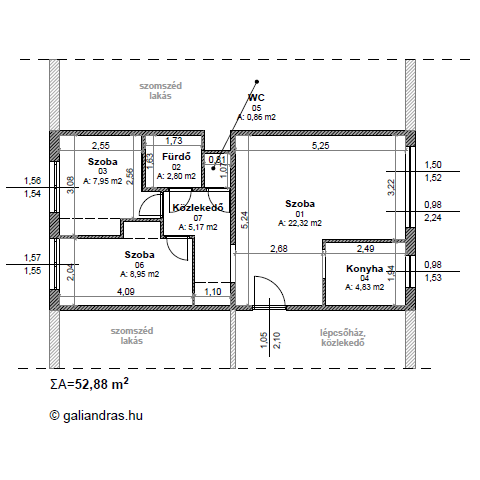 szomszéd
lakás
WC
05
A: 0,86 m2
2,55
1,73
0,81
5,25
1,63
1,07
Szoba
03
A: 7,95 m2
Fürdő
02
A: 2,80 m2
1,50
1,52
1,56
1,54
3,08
2,56
3,22
Közlekedő
07
A: 5,17 m2
Szoba
01
A: 22,32 m2
0,98
2,24
5,24
2,68
2,49
Szoba
06
A: 8,95 m2
1,57
1,55
2,04
Konyha
04
A: 4,83 m2
0,98
1,53
4,09
1,10
szomszéd
lakás
1,05
2,10
lépcsőház,
közlekedő
ΣA=52,88 m2
© galiandras.hu